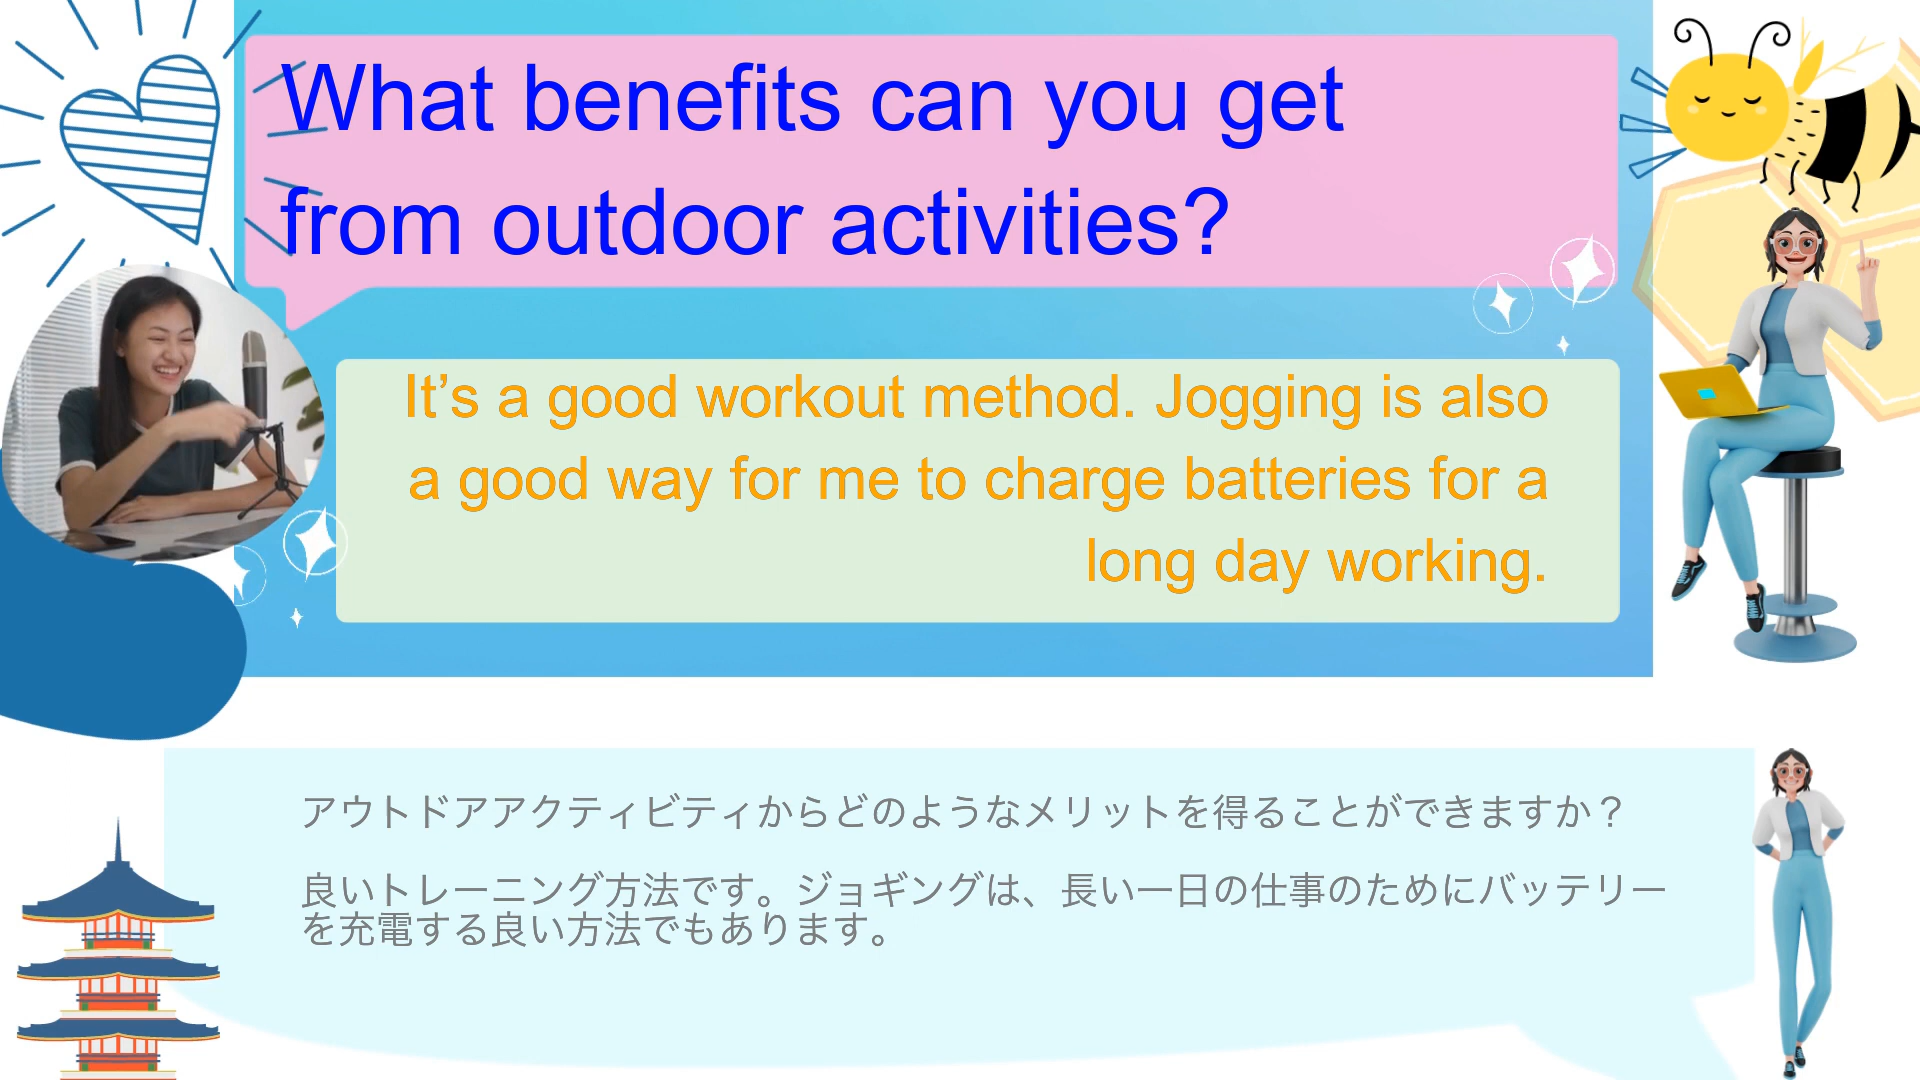 What benefits can you get
from outdoor activities?
It’s a good workout method. Jogging is also
a good way for me to charge batteries for a
long day working.
アウトドアアクティビティからどのようなメリットを得ることができますか？
良いトレーニング方法です。ジョギングは、長い一日の仕事のためにバッテリー
を充電する良い方法でもあります。